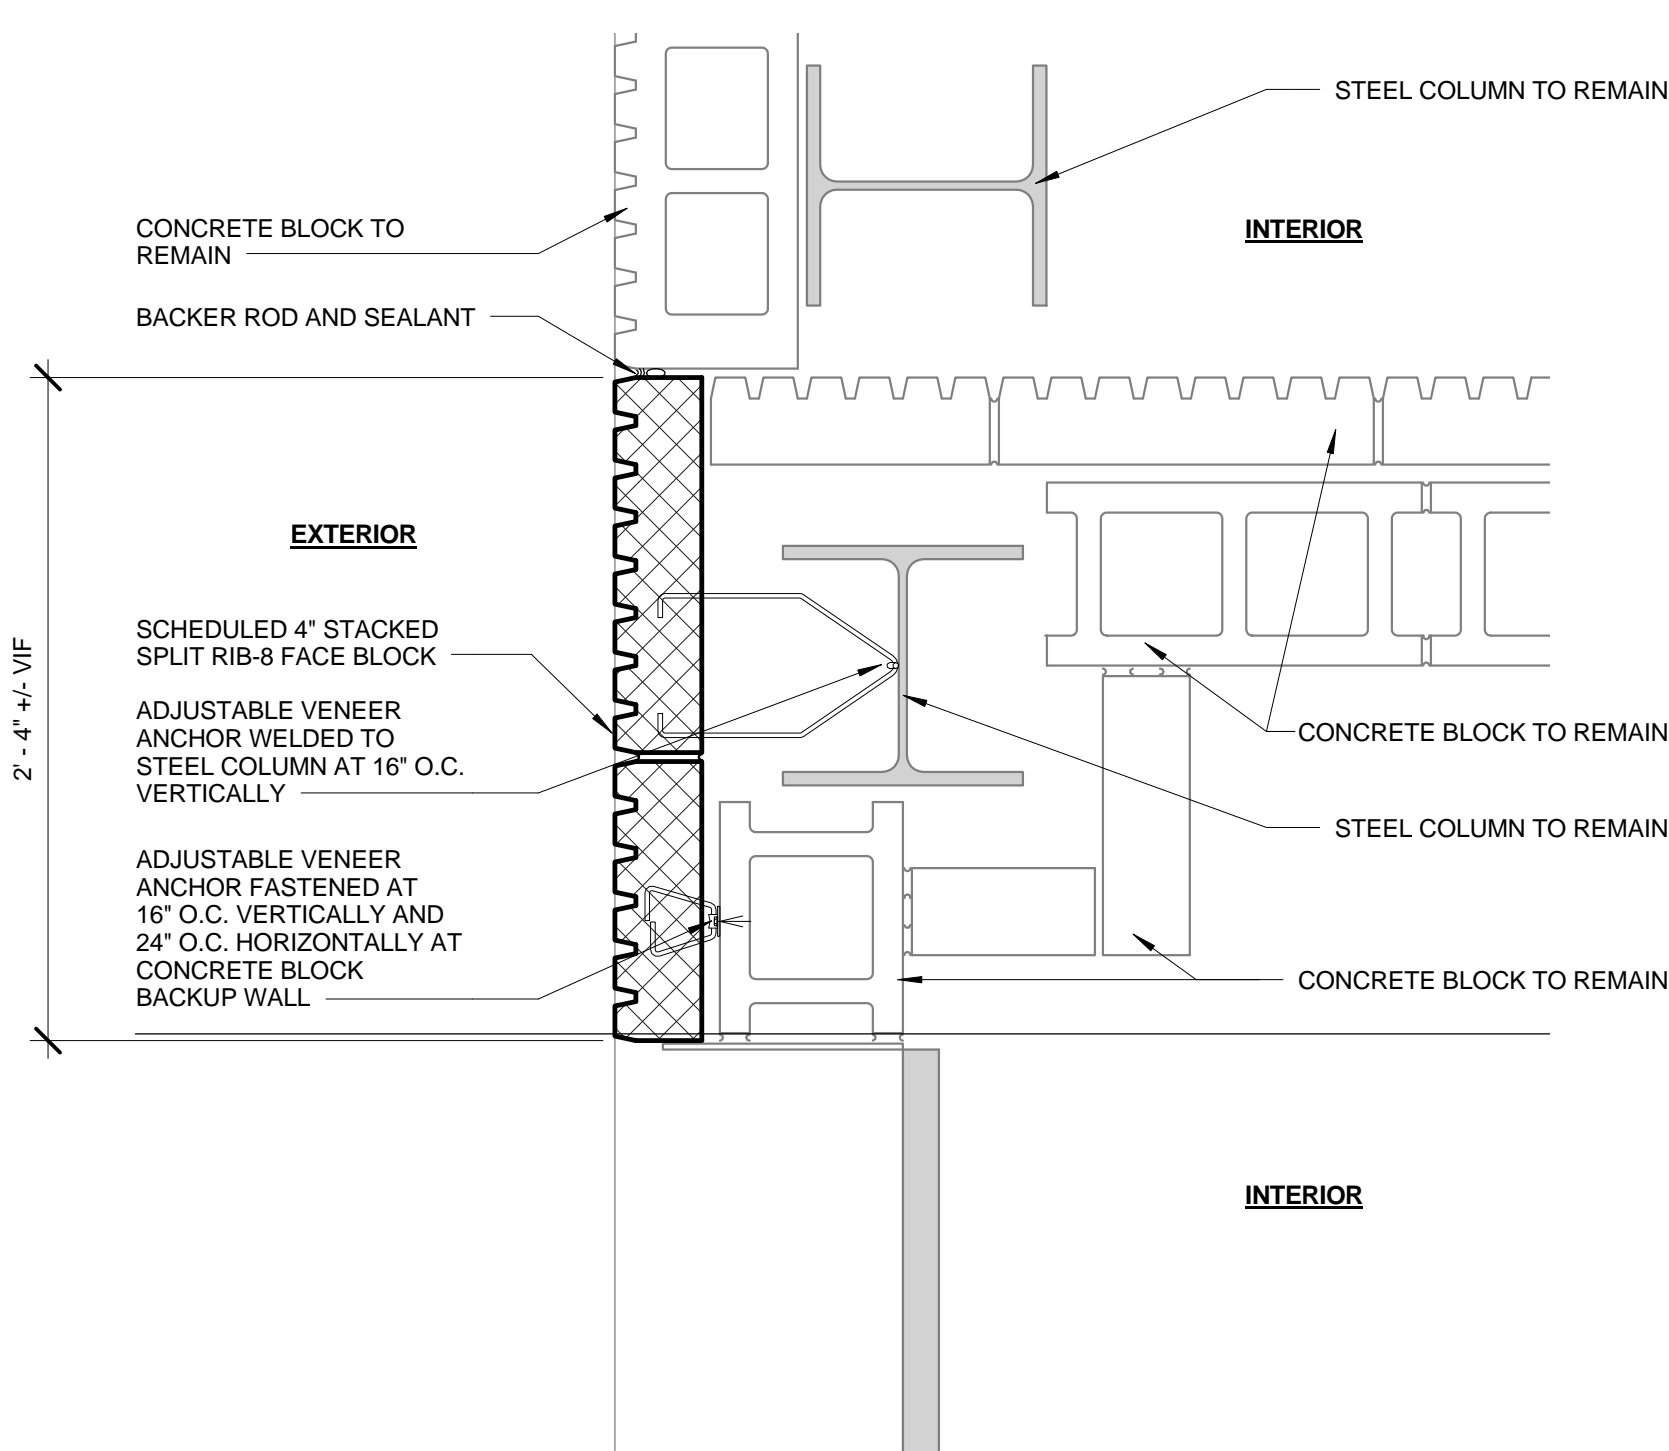 STEEL COLUMN TO REMAIN
CONCRETE BLOCK TO
REMAIN
INTERIOR
BACKER ROD AND SEALANT
EXTERIOR
SCHEDULED 4" STACKED
SPLIT RIB-8 FACE BLOCK
2' - 4" +/- VIF
ADJUSTABLE VENEER
ANCHOR WELDED TO
STEEL COLUMN AT 16" O.C.
VERTICALLY
CONCRETE BLOCK TO REMAIN
STEEL COLUMN TO REMAIN
ADJUSTABLE VENEER
ANCHOR FASTENED AT
16" O.C. VERTICALLY AND
24" O.C. HORIZONTALLY AT
CONCRETE BLOCK
BACKUP WALL
CONCRETE BLOCK TO REMAIN
INTERIOR